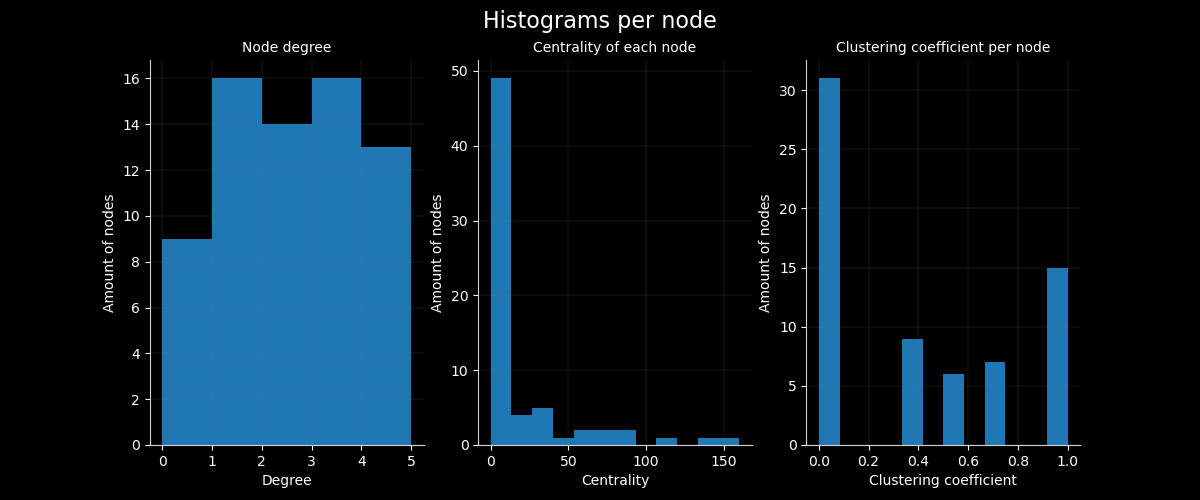 Histograms per node
Node degree
Amount of nodes
0
2
4
6
8
10
12
14
16
0 1 2 3 4 5
Degree
Centrality of each node
Amount of nodes
0
10
20
30
40
50
0 50 100 150
Centrality
Clustering coefficient per node
Amount of nodes
0
5
10
15
20
25
30
0.0 0.2 0.4 0.6 0.8 1.0
Clustering coefficient